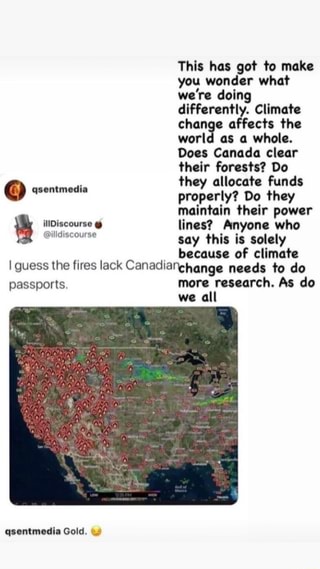 This has got to make
you wonder what
we're doing
differently. Climate
change affects the
world as a whole.
Does Canada clear
their forests? Do
they allocate funds
properly? Do they
maintain their power
lines? Anyone who
say this is solely
because of climate
change needs to do
more research. As do
we all
qsentmedia
illDiscourse
@illdiscourse
I guess the fires lack Canadian
passports.
qsentmedia Gold.